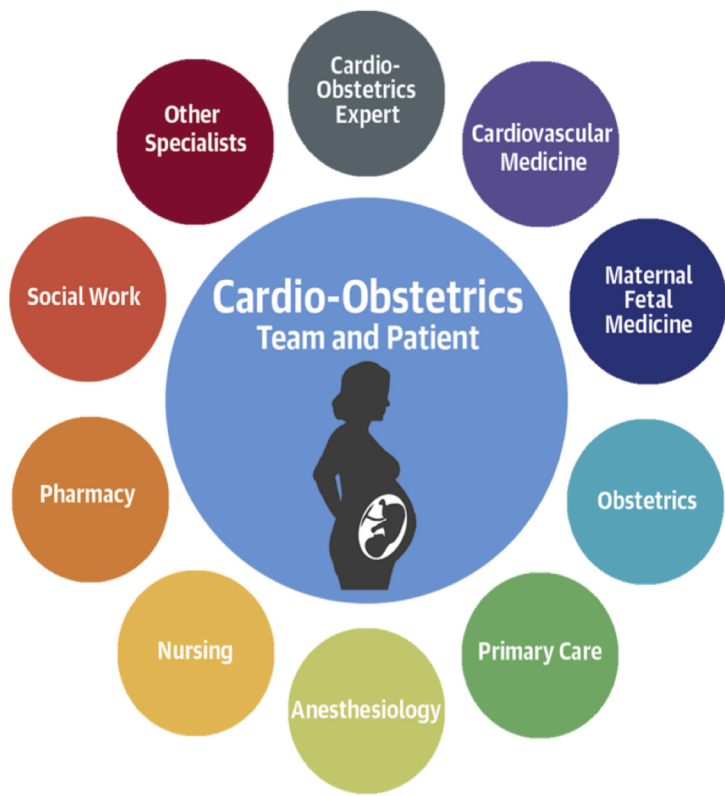 Cardio-
Obstetrics
Expert
Cardiovascular
Medicine
Maternal
Fetal
Medicine
Obstetrics
Primary Care
Anesthesiology
Nursing
Pharmacy
Social Work
Other
Specialists
Cardio-Obstetrics
Team and Patient